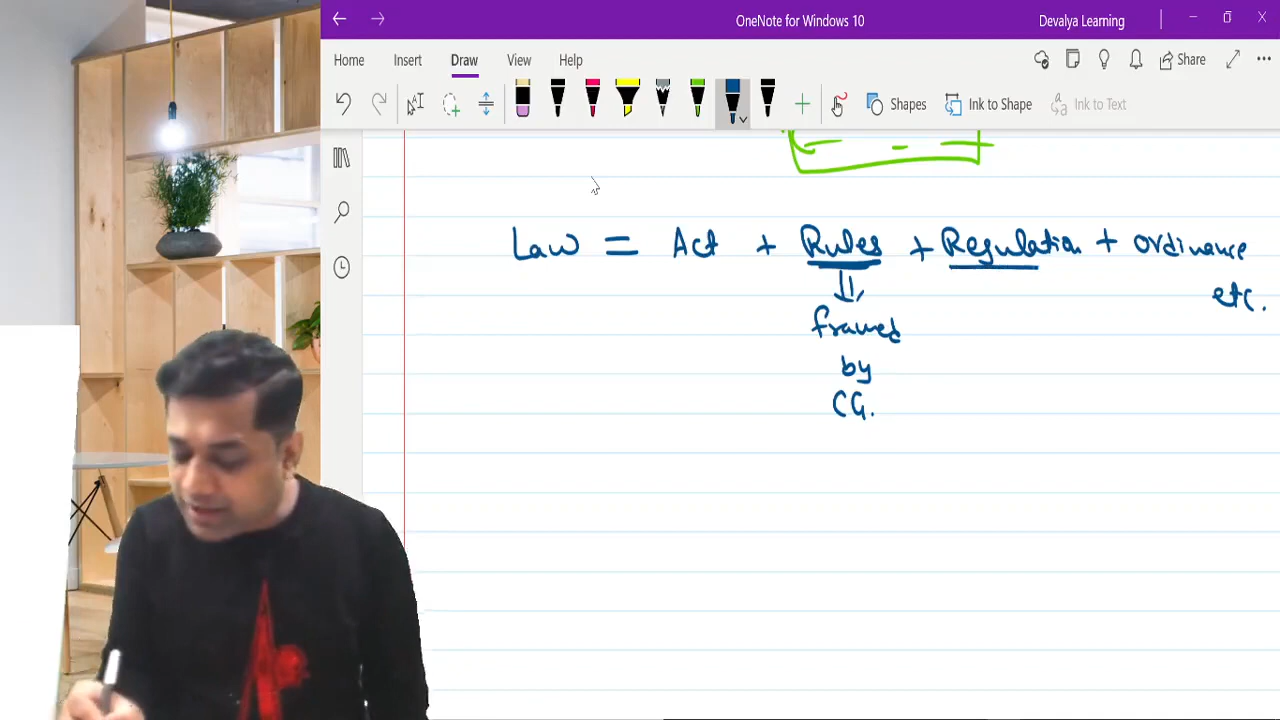 OneNote for Windows 10
Devalya Learning
Home Insert Draw View Help
Share
Shapes Ink to Shape Ink to Text
Law = Act + Rules + Regulation + ordinance
etc.
framed
by
CG.